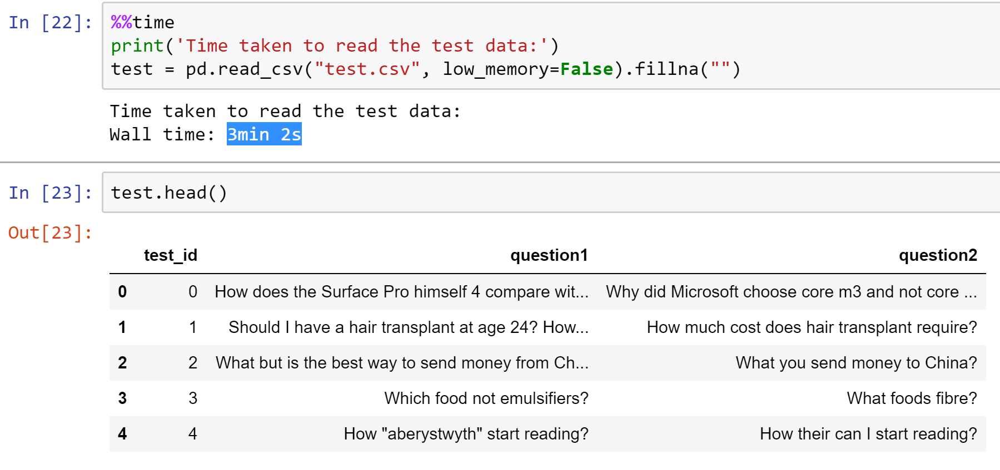 In [22]: %%time
print('Time taken to read the test data:')
test = pd.read_csv("test.csv", low_memory=False).fillna("")
Time taken to read the test data:
Wall time: 3min 2s
In [23]: test.head()
Out[23]:
test_id question1 question2
0 0 How does the Surface Pro himself 4 compare wit... Why did Microsoft choose core m3 and not core ...
1 1 Should I have a hair transplant at age 24? How... How much cost does hair transplant require?
2 2 What but is the best way to send money from Ch... What you send money to China?
3 3 Which food not emulsifiers? What foods fibre?
4 4 How "aberystwyth" start reading? How their can I start reading?